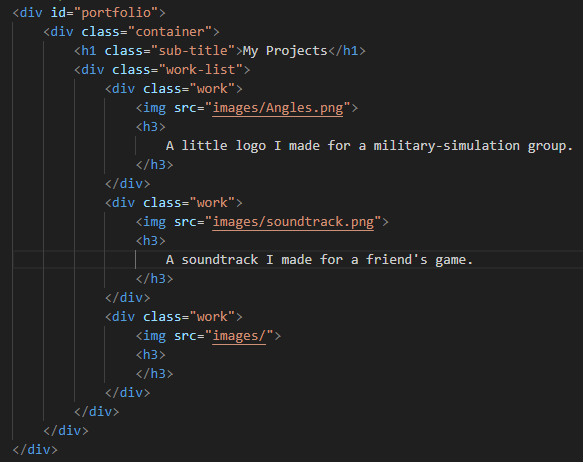 <div id="portfolio">
    <div class="container">
        <h1 class="sub-title">My Projects</h1>
        <div class="work-list">
            <div class="work">
                <img src="images/Angles.png">
                <h3>
                    A little logo I made for a military-simulation group.
                </h3>
            </div>
            <div class="work">
                <img src="images/soundtrack.png">
                <h3>
                    A soundtrack I made for a friend's game.
                </h3>
            </div>
            <div class="work">
                <img src="images/">
                <h3>
                </h3>
            </div>
        </div>
    </div>
</div>